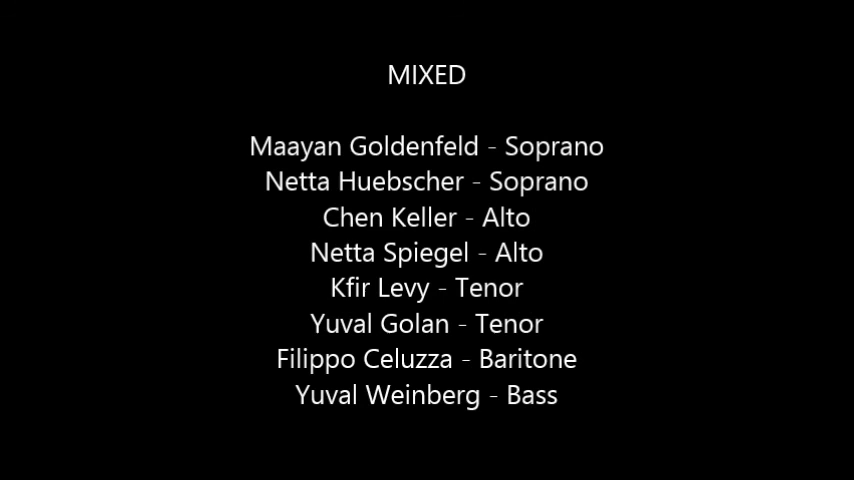 MIXED
Maayan Goldenfeld - Soprano
Netta Huebscher - Soprano
Chen Keller - Alto
Netta Spiegel - Alto
Kfir Levy - Tenor
Yuval Golan - Tenor
Filippo Celuzza - Baritone
Yuval Weinberg - Bass